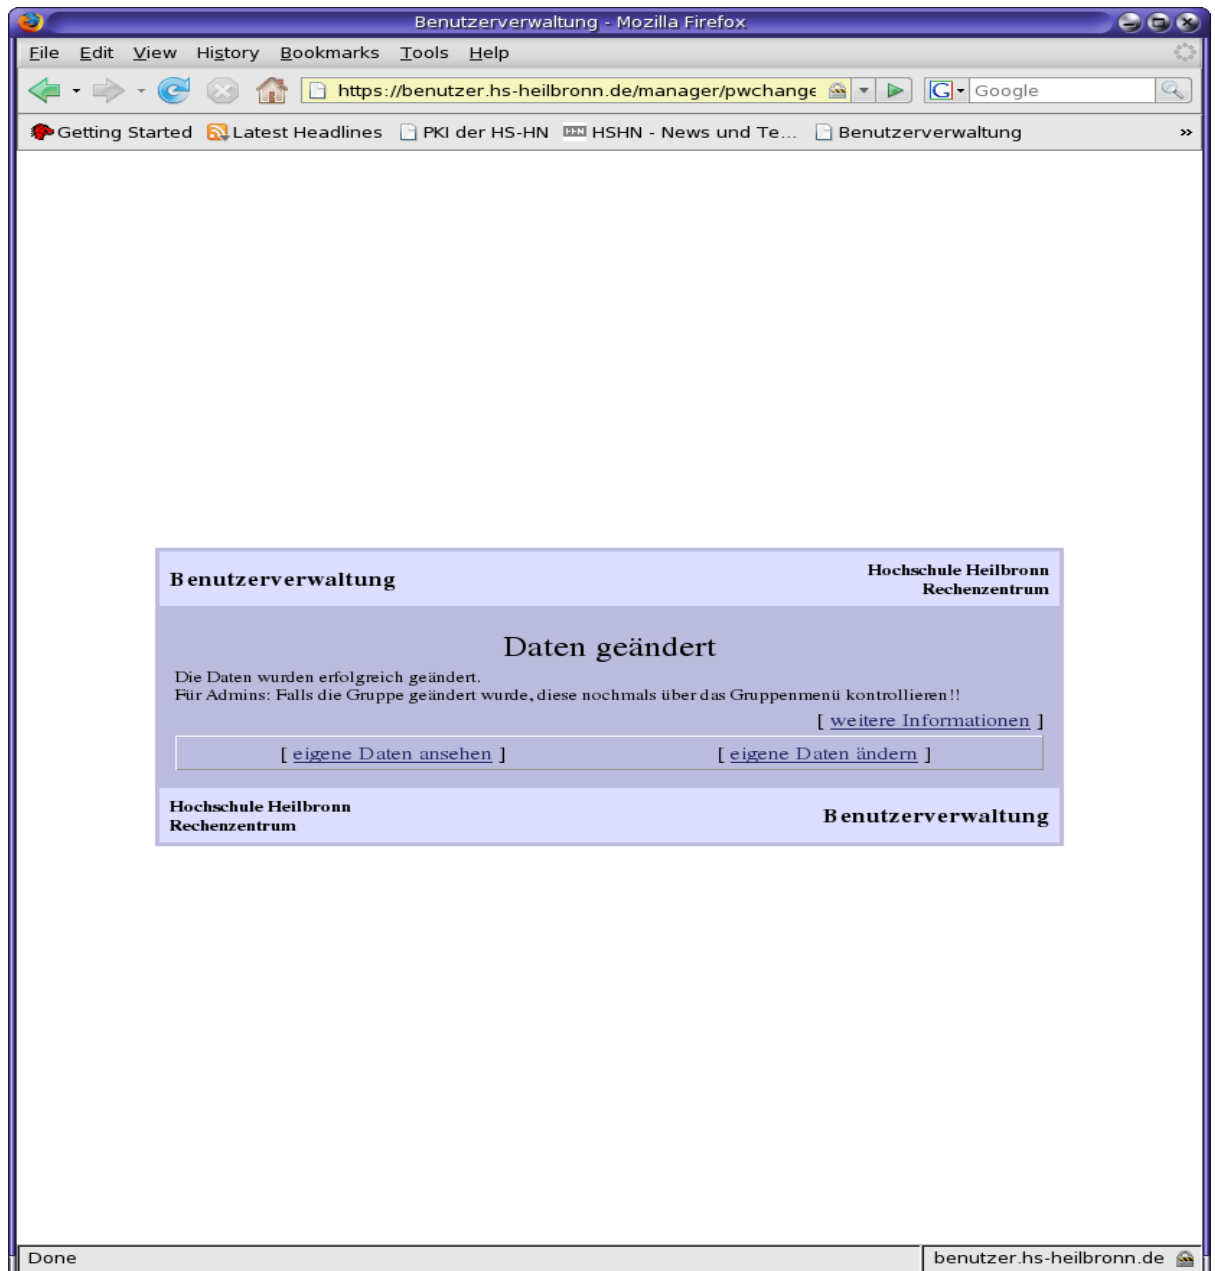 Benutzerverwaltung - Mozilla Firefox
File Edit View History Bookmarks Tools Help
https://benutzer.hs-heilbronn.de/manager/pwchange G Google
Getting Started Latest Headlines PKI der HS-HN HHN HSHN - News und Te... Benutzerverwaltung »
Benutzerverwaltung
Hochschule Heilbronn
Rechenzentrum
Daten geändert
Die Daten wurden erfolgreich geändert.
Für Admins: Falls die Gruppe geändert wurde, diese nochmals über das Gruppenmenü kontrollieren!!
[ weitere Informationen ]
[ eigene Daten ansehen ] [ eigene Daten ändern ]
Hochschule Heilbronn
Rechenzentrum
Benutzerverwaltung
Done benutzer.hs-heilbronn.de